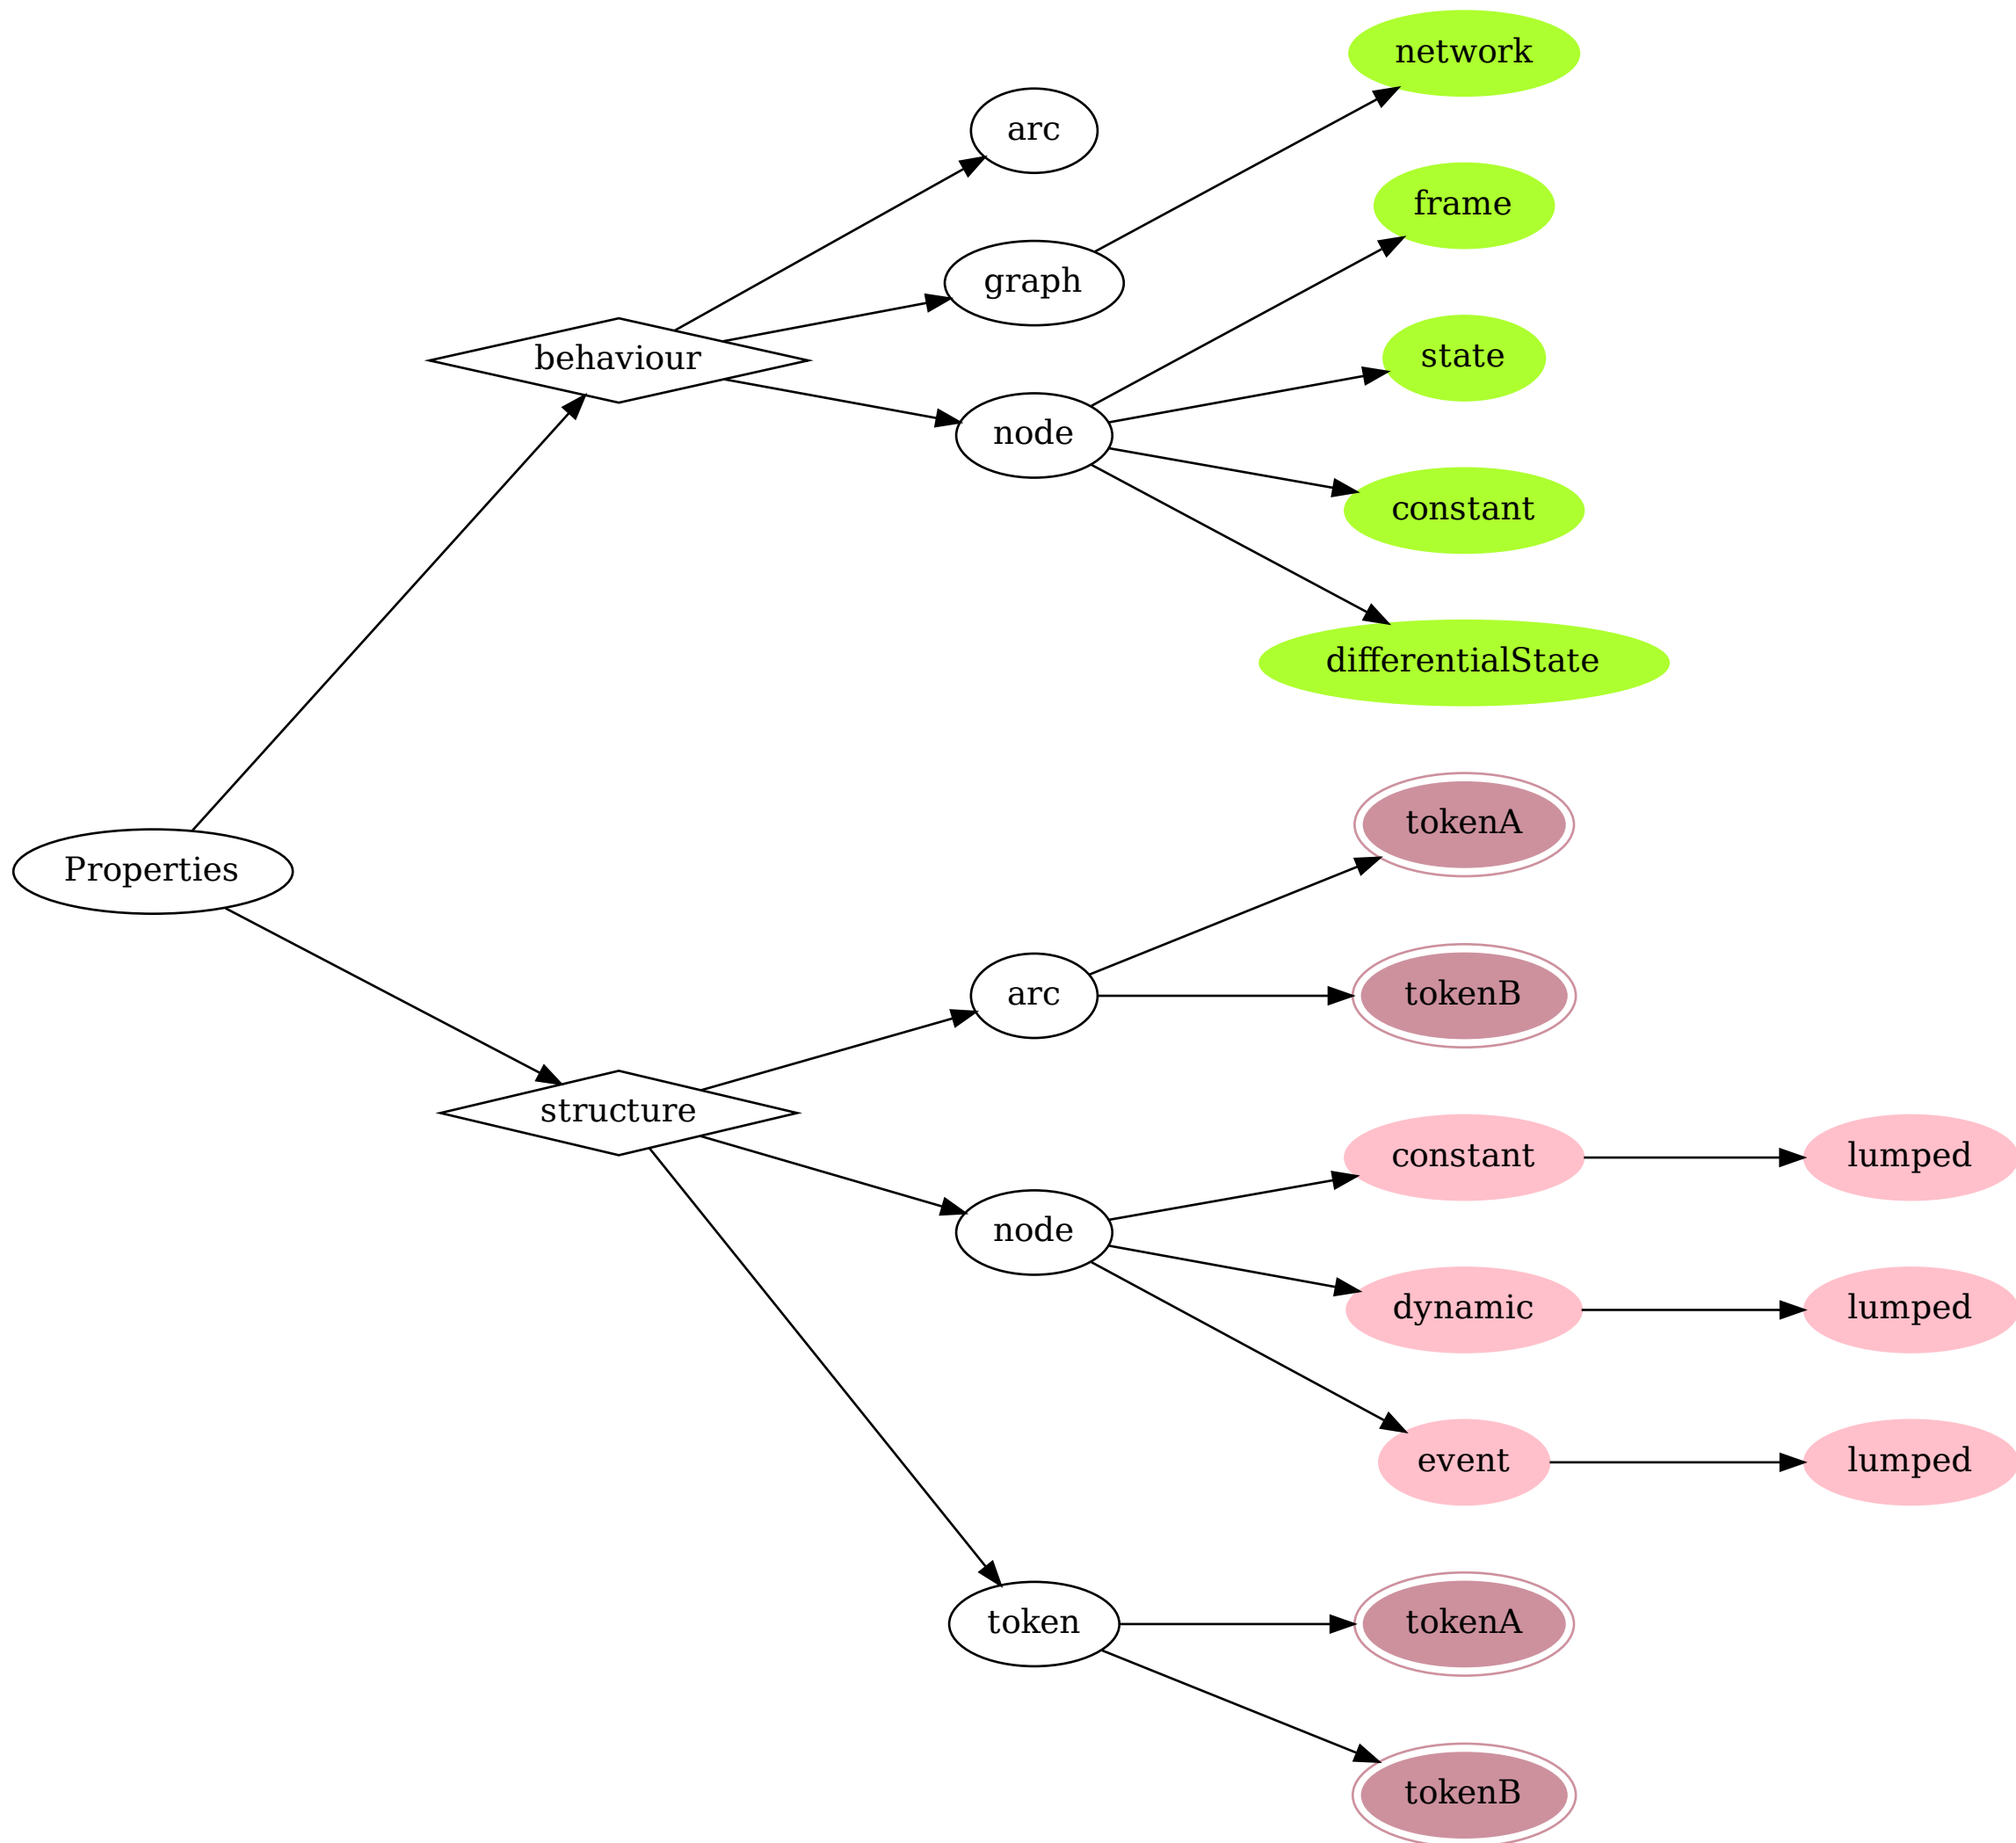 Properties
behaviour
arc
graph
network
node
frame
state
constant
differentialState
structure
arc
tokenA
tokenB
node
constant
lumped
dynamic
lumped
event
lumped
token
tokenA
tokenB